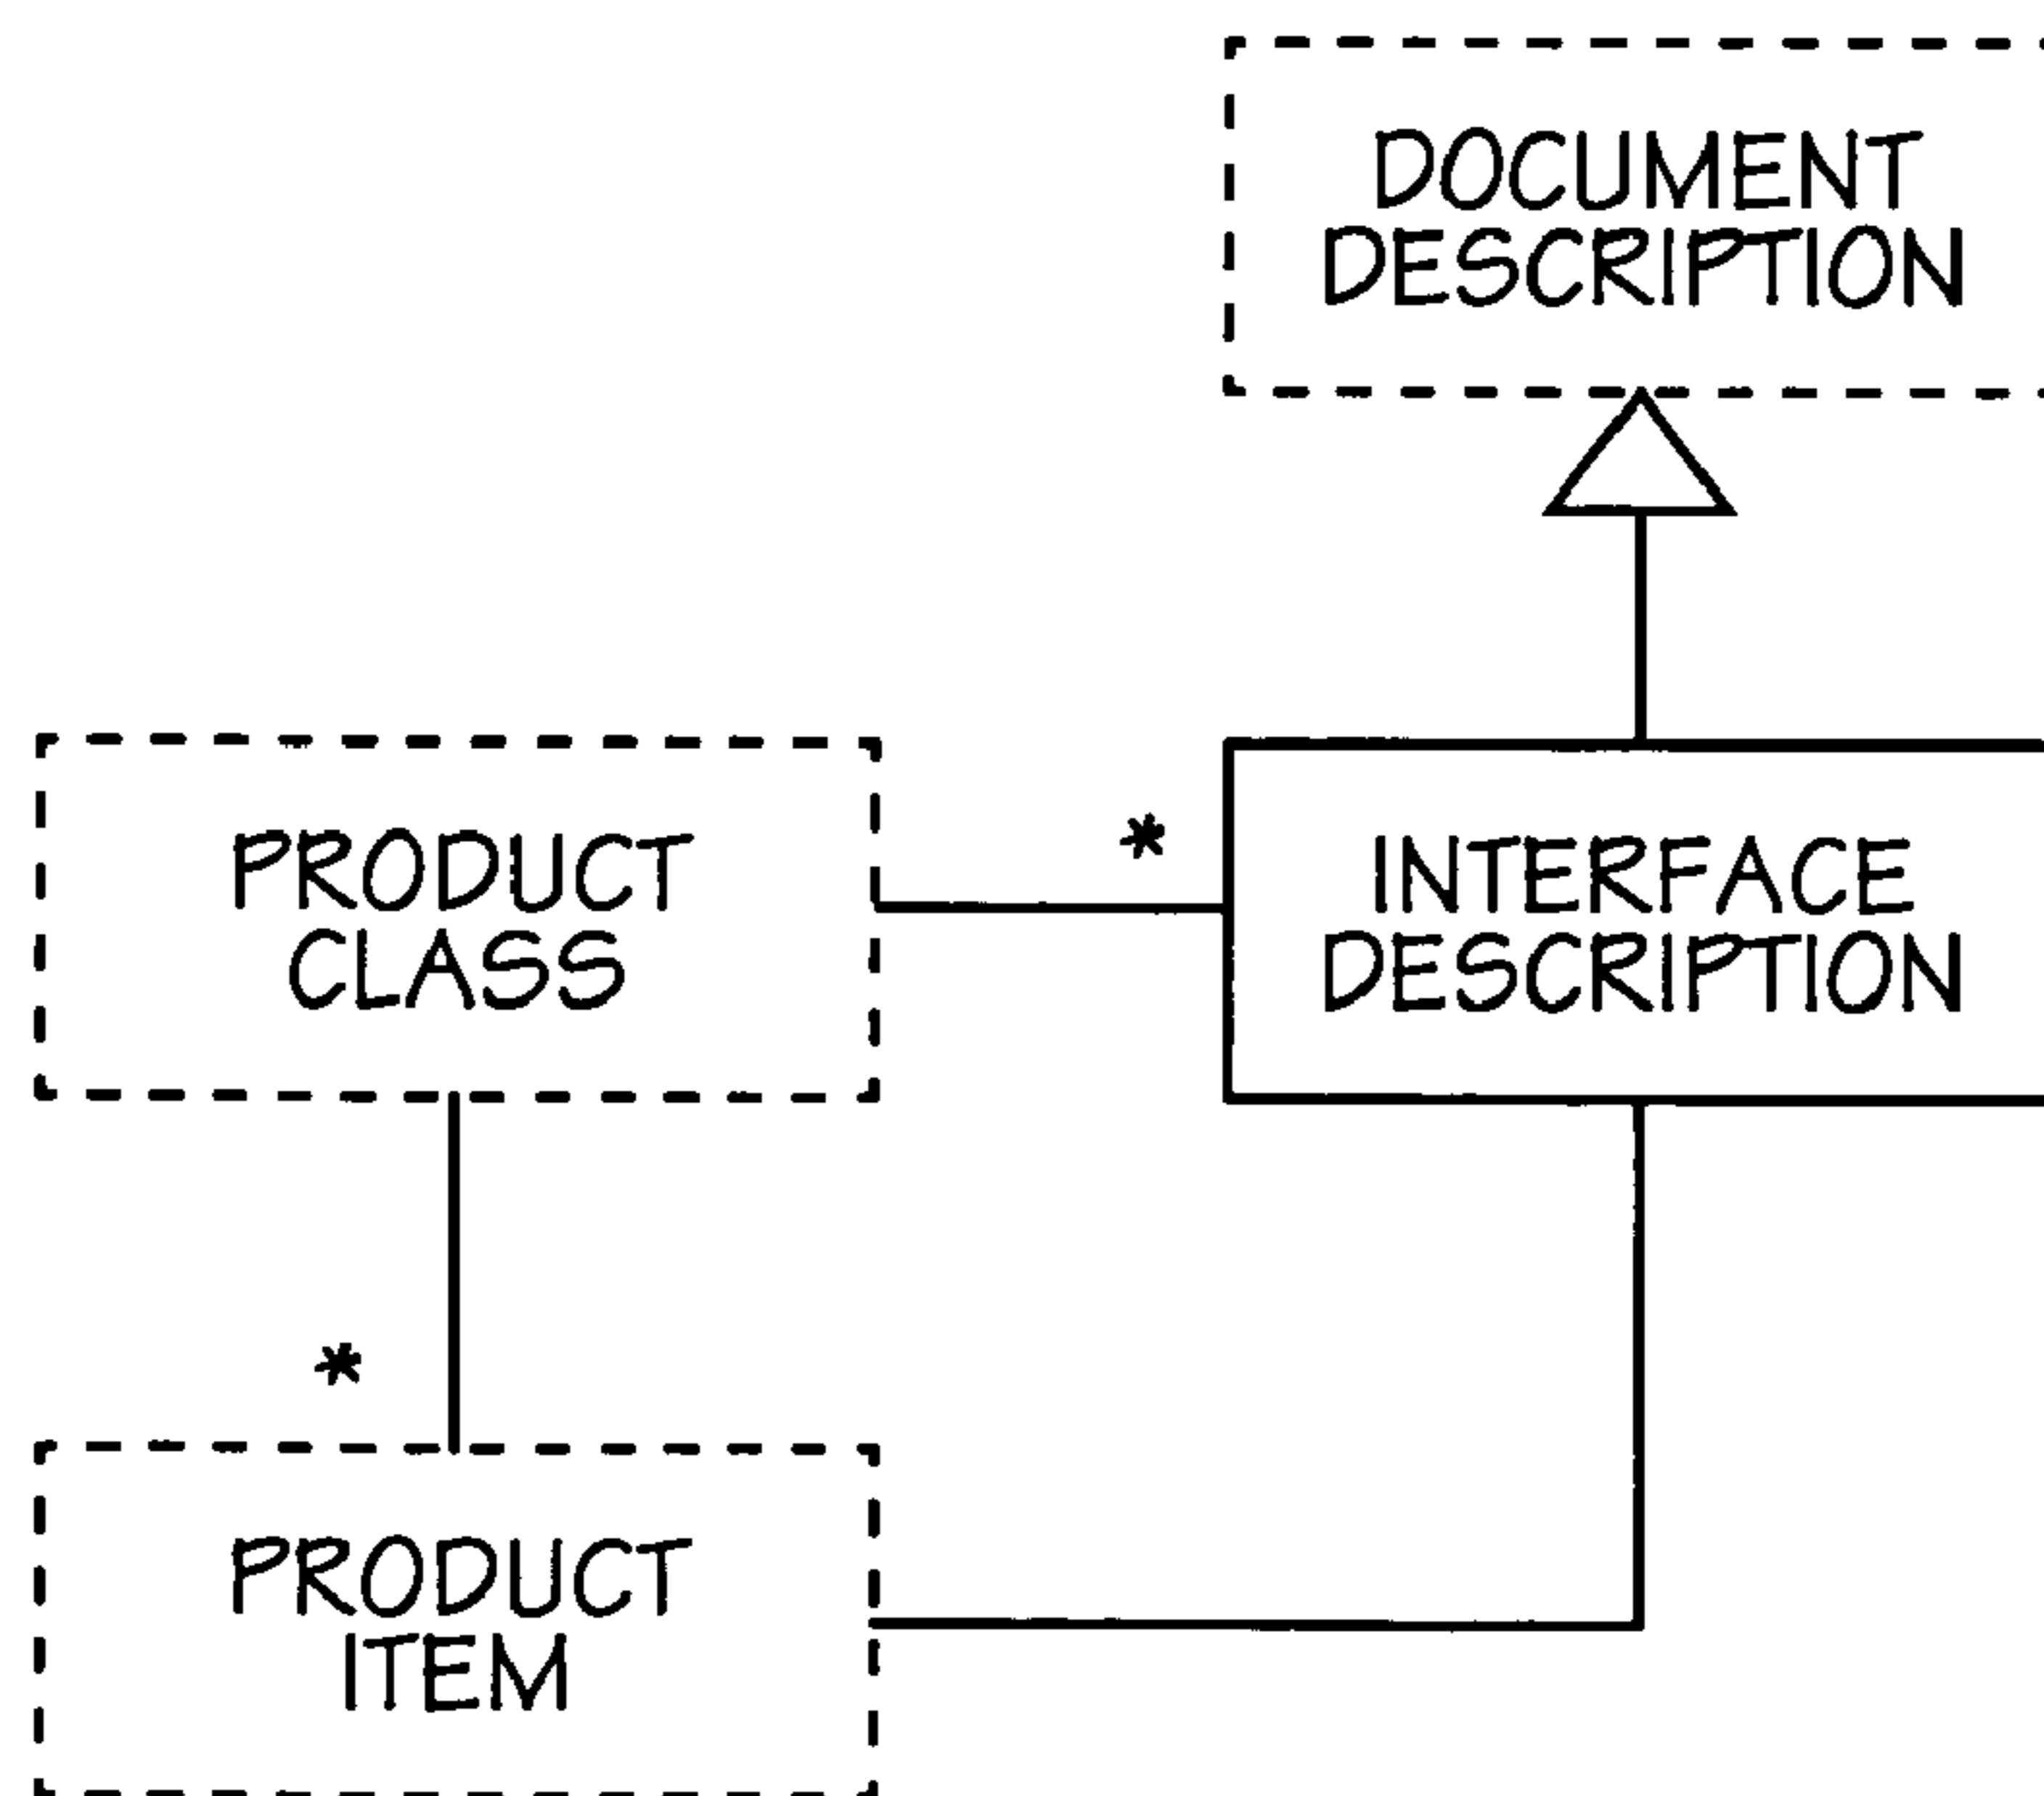 DOCUMENT
DESCRIPTION
PRODUCT
CLASS
*
INTERFACE
DESCRIPTION
*
PRODUCT
ITEM